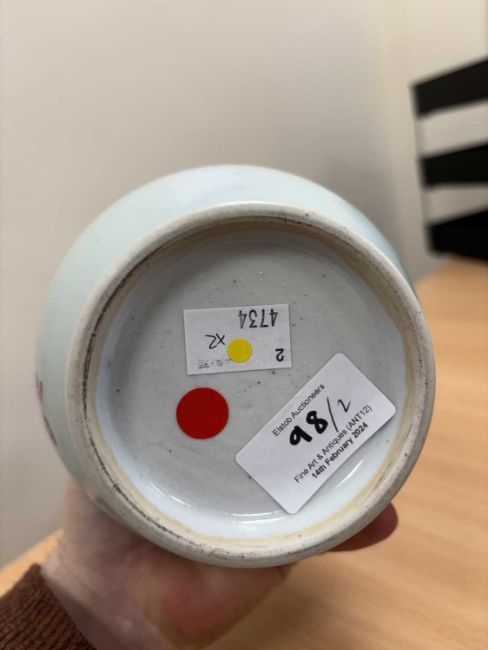 4734
x2
2
Elstob Auctioneers
98/2
Fine Art & Antiques (ANT12)
14th February 2024